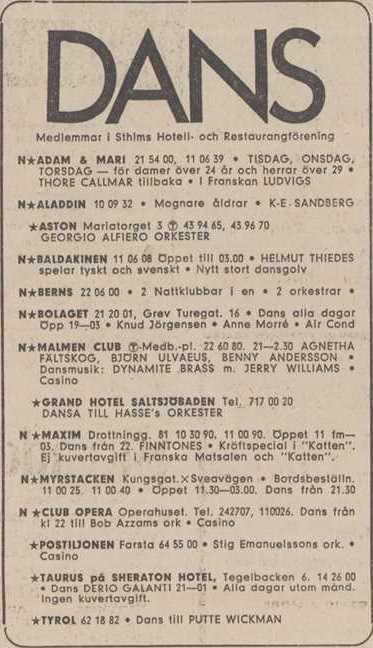 DANS
Medlemmar i Sthlms Hotell- och Restaurangförening
N★ADAM & MARI 21 54 00, 11 06 39 • TISDAG, ONSDAG,
TORSDAG — för damer över 24 år och herrar över 29 •
THORE CALLMAR tillbaka • I Franskan LUDVIGS
N★ALADDIN 10 09 32 • Mognare åldrar • K-E. SANDBERG
★ASTON Mariatorget 3 Ⓣ 43 94 65, 43 96 70
GEORGIO ALFIERO ORKESTER
N★BALDAKINEN 11 06 08 Öppet till 03.00 • HELMUT THIEDES
spelar tyskt och svenskt • Nytt stort dansgolv
N★BERNS 22 06 00 • 2 Nattklubbar i en • 2 orkestrar •
N★BOLAGET 21 20 01, Grev Turegat. 16 • Dans alla dagar
Öpp 19—03 • Knud Jörgensen • Anne Morré • Air Cond
N★MALMEN CLUB Ⓣ-Medb.-pl. 22 60 80. 21—2.30 AGNETHA
FÄLTSKOG, BJÖRN ULVAEUS, BENNY ANDERSSON •
Dansmusik: DYNAMITE BRASS m. JERRY WILLIAMS •
Casino
★GRAND HOTEL SALTSJÖBADEN Tel. 717 00 20
DANSA TILL HASSE's ORKESTER
N ★MAXIM Drottningg. 81 10 30 90, 11 00 90. Öppet 11 fm—
03. Dans från 22. FINNTONES • Kräftspecial i "Katten".
Ej kuvertavgift i Franska Matsalen och "Katten".
N ★MYRSTACKEN Kungsgat.×Sveavägen • Bordsbeställn.
11 00 25, 11 00 40 • Öppet 11.30—03.00. Dans från 21.30
N ★CLUB OPERA Operahuset. Tel. 242707, 110026. Dans från
kl 22 till Bob Azzams ork • Casino
★POSTILJONEN Farsta 64 55 00 • Stig Emanuelssons ork. •
Casino
★TAURUS på SHERATON HOTEL, Tegelbacken 6. 14 26 00
• Dans DERIO GALANTI 21—01 • Alla dagar utom månd.
Ingen kuvertavgift.
★TYROL 62 18 82 • Dans till PUTTE WICKMAN